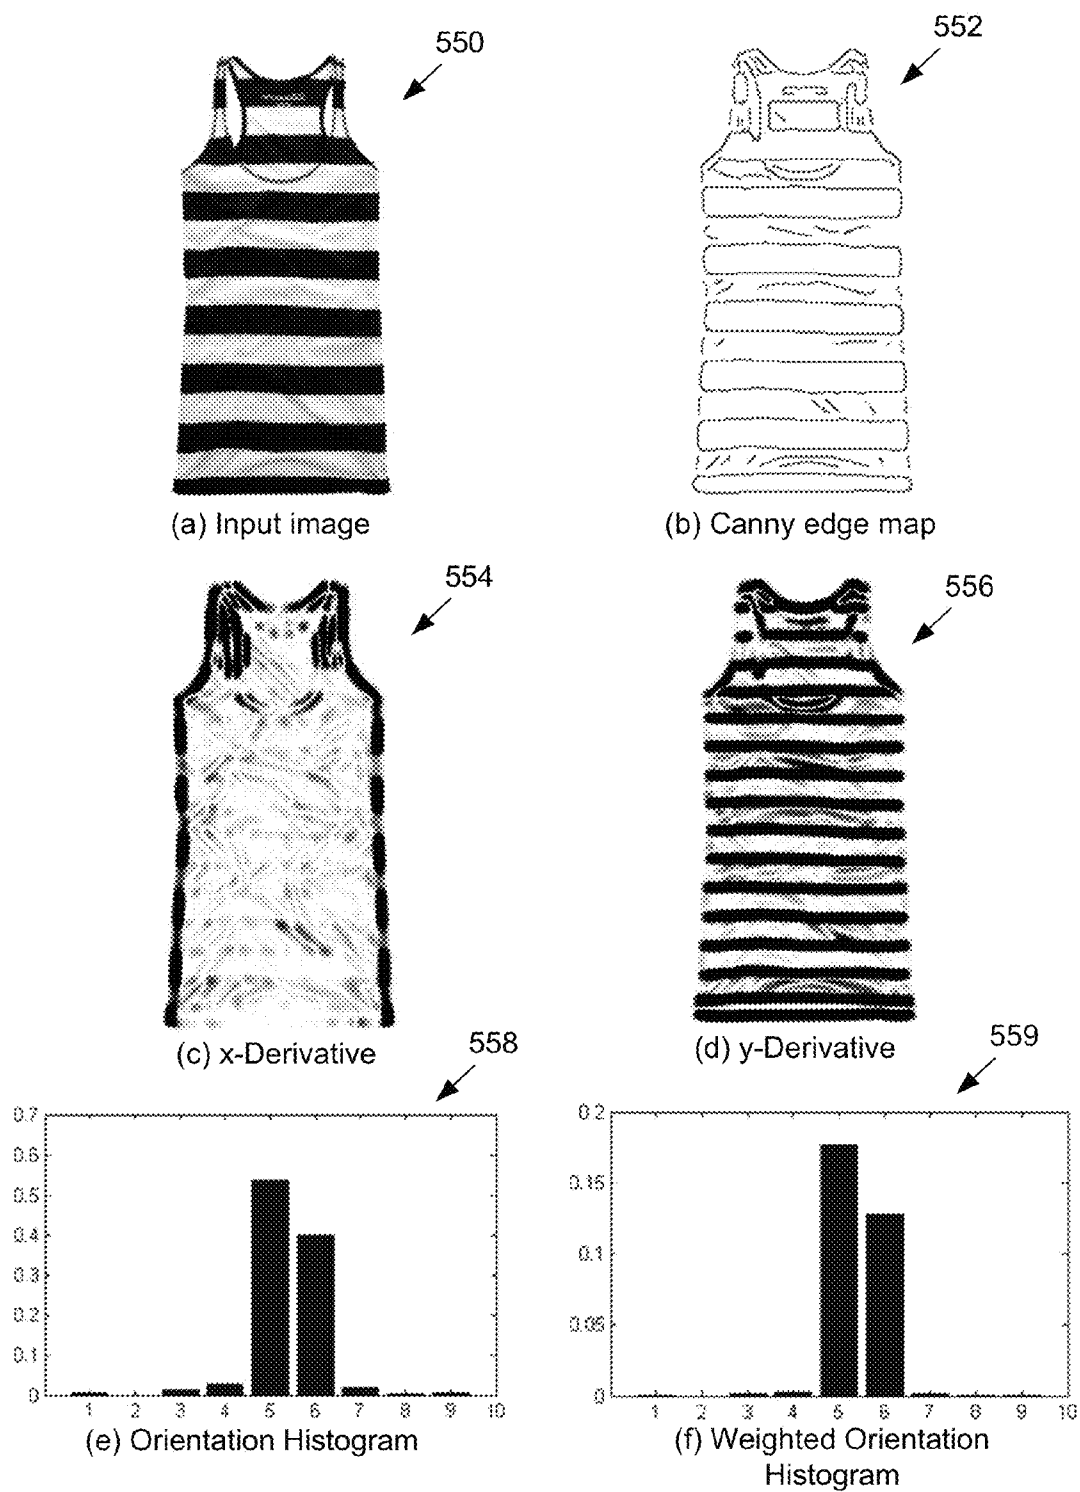 550
552
(a) Input image
(b) Canny edge map
554
556
(c) x-Derivative
(d) y-Derivative
558
559
0.7
0.6
0.5
0.4
0.3
0.2
0.1
0
1 2 3 4 5 6 7 8 9 10
(e) Orientation Histogram
0.2
0.15
0.1
0.05
0
1 2 3 4 5 6 7 8 9 10
(f) Weighted Orientation
Histogram